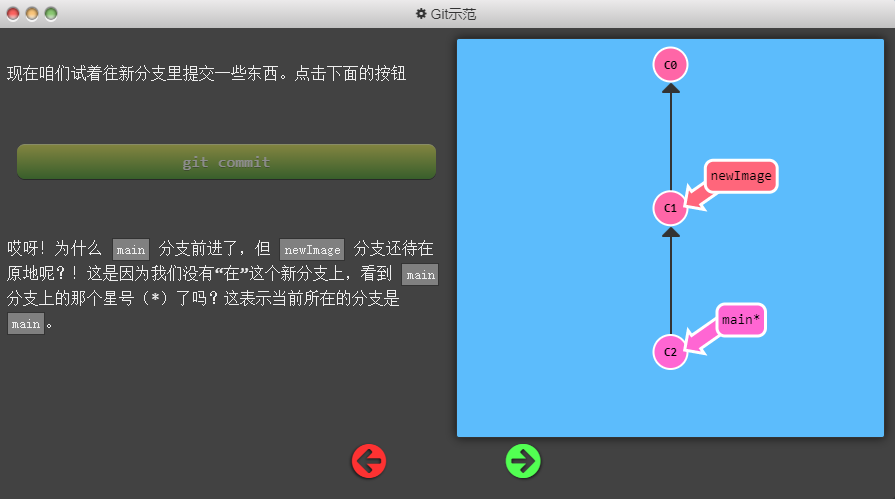 Git示范
现在咱们试着往新分支里提交一些东西。点击下面的按钮
git commit
哎呀！为什么 main 分支前进了，但 newImage 分支还待在
原地呢？！这是因为我们没有“在”这个新分支上，看到 main
分支上的那个星号（*）了吗？这表示当前所在的分支是
main。
C0
newImage
C1
main*
C2